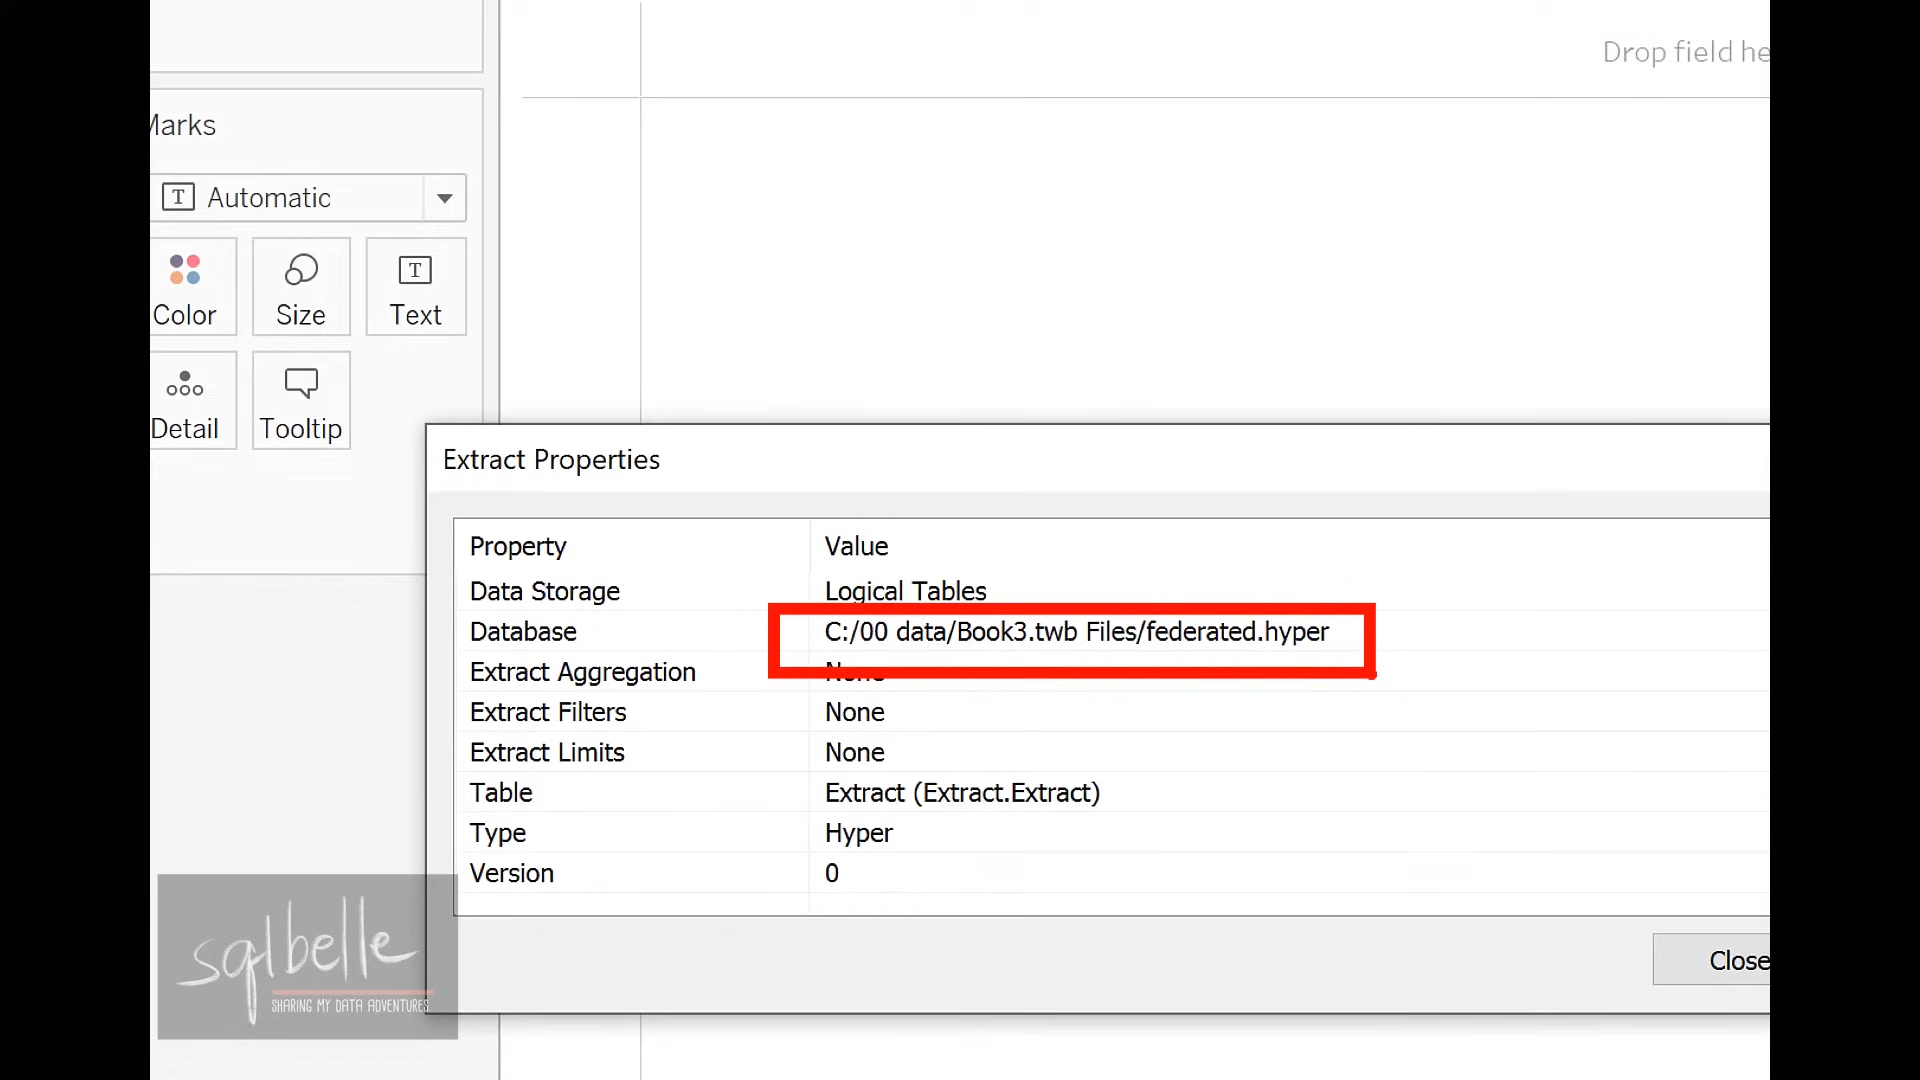 Drop field he
Marks
T Automatic
Color Size Text
Detail Tooltip
Extract Properties
Property Value
Data Storage Logical Tables
Database C:/00 data/Book3.twb Files/federated.hyper
Extract Aggregation None
Extract Filters None
Extract Limits None
Table Extract (Extract.Extract)
Type Hyper
Version 0
Close
sqlbelle
SHARING MY DATA ADVENTURES